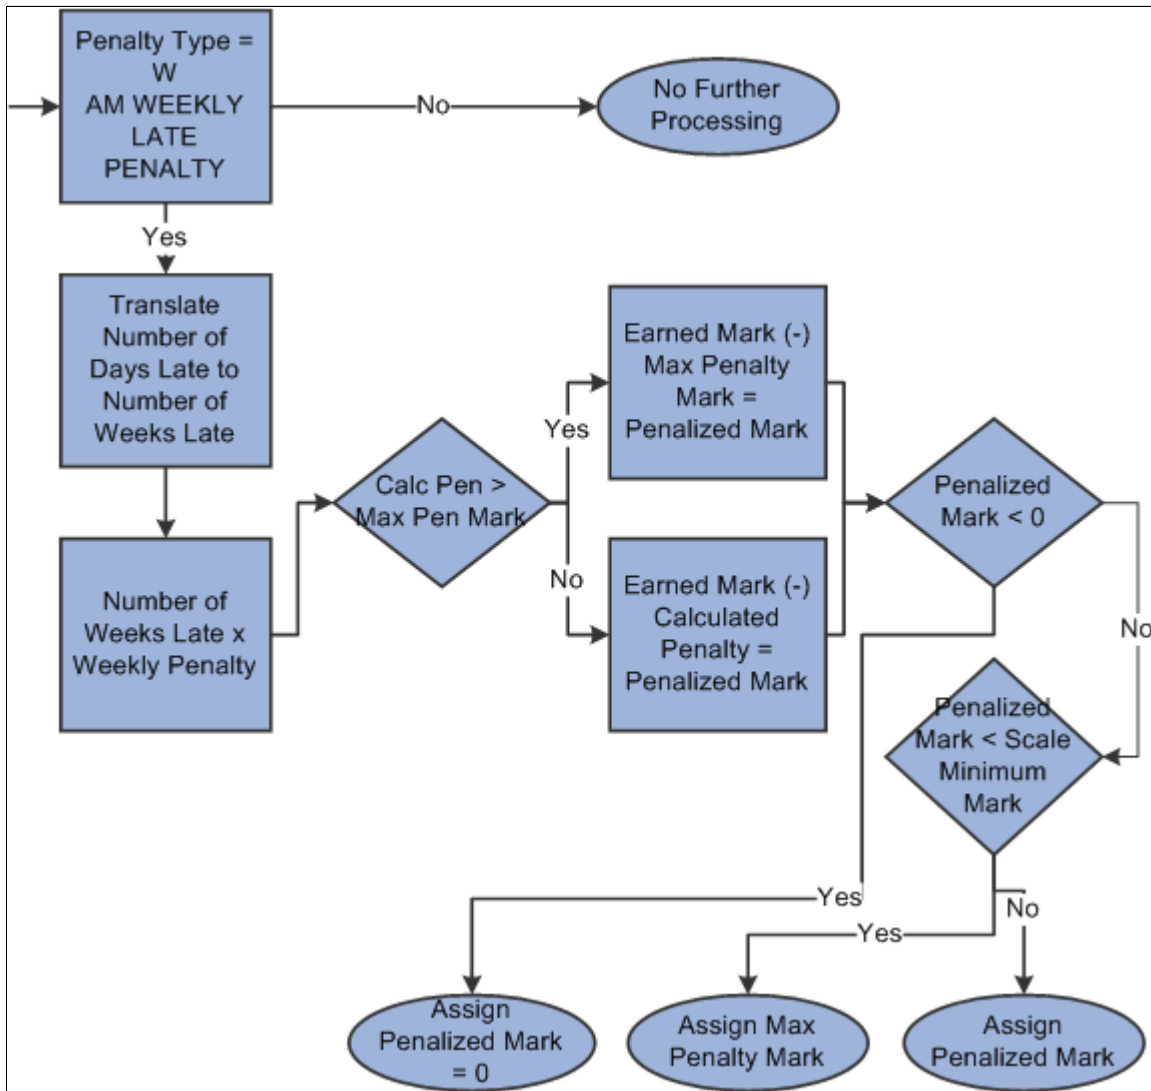 Penalty Type =
W
AM WEEKLY
LATE
PENALTY
No
No Further
Processing
Yes
Translate
Number of
Days Late to
Number of
Weeks Late
Number of
Weeks Late x
Weekly Penalty
Calc Pen >
Max Pen Mark
Yes
Earned Mark (-)
Max Penalty
Mark =
Penalized Mark
No
Earned Mark (-)
Calculated
Penalty =
Penalized Mark
Penalized
Mark < 0
No
Penalized
Mark < Scale
Minimum
Mark
Yes
Yes
No
Assign
Penalized Mark
= 0
Assign Max
Penalty Mark
Assign
Penalized Mark